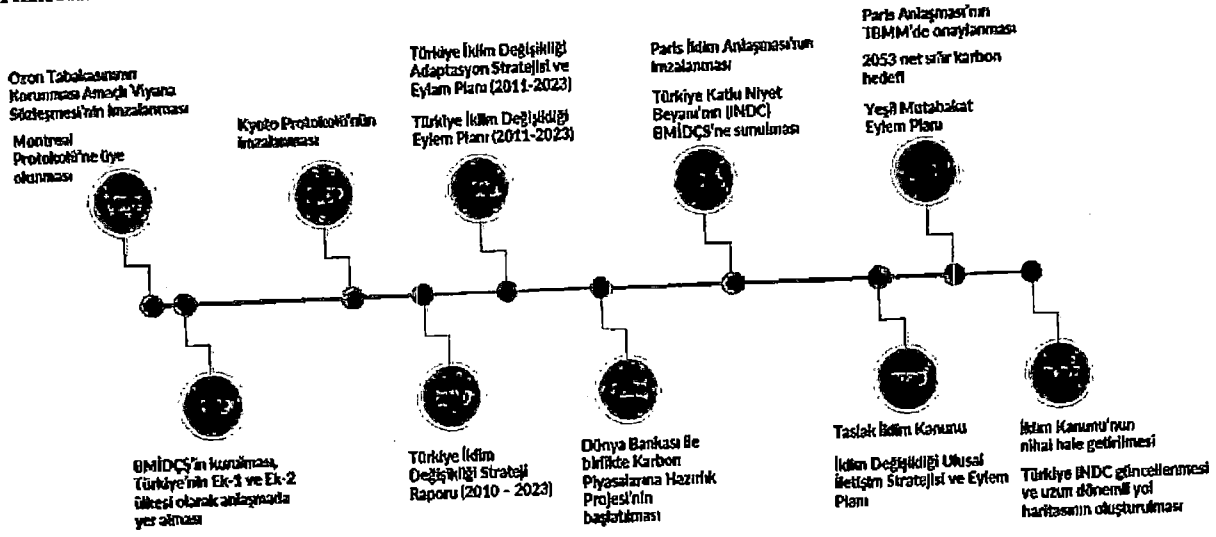 Ozon Tabakasının
Korunması Amaçlı Viyana
Sözleşmesi'nin imzalanması
Montreal
Protokolü'ne üye
olunması
Kyoto Protokolü'nün
imzalanması
Türkiye İklim Değişikliği
Adaptasyon Stratejisi ve
Eylem Planı (2011-2023)
Türkiye İklim Değişikliği
Eylem Planı (2011-2023)
Paris İklim Anlaşması'nın
imzalanması
Türkiye Katkı Niyet
Beyanı'nın (INDC)
BMİDÇS'ne sunulması
Paris Anlaşması'nın
TBMM'de onaylanması
2053 net sıfır karbon
hedefi
Yeşil Mutabakat
Eylem Planı
BMİDÇS'in kurulması,
Türkiye'nin Ek-1 ve Ek-2
ülkesi olarak anlaşmada
yer alması
Türkiye İklim
Değişikliği Strateji
Raporu (2010 - 2023)
Dünya Bankası ile
birlikte Karbon
Piyasalarına Hazırlık
Projesi'nin
başlatılması
Taslak İklim Kanunu
İklim Değişikliği Ulusal
İletişim Stratejisi ve Eylem
Planı
İklim Kanunu'nun
nihai hale getirilmesi
Türkiye INDC güncellenmesi
ve uzun dönemli yol
haritasının oluşturulması